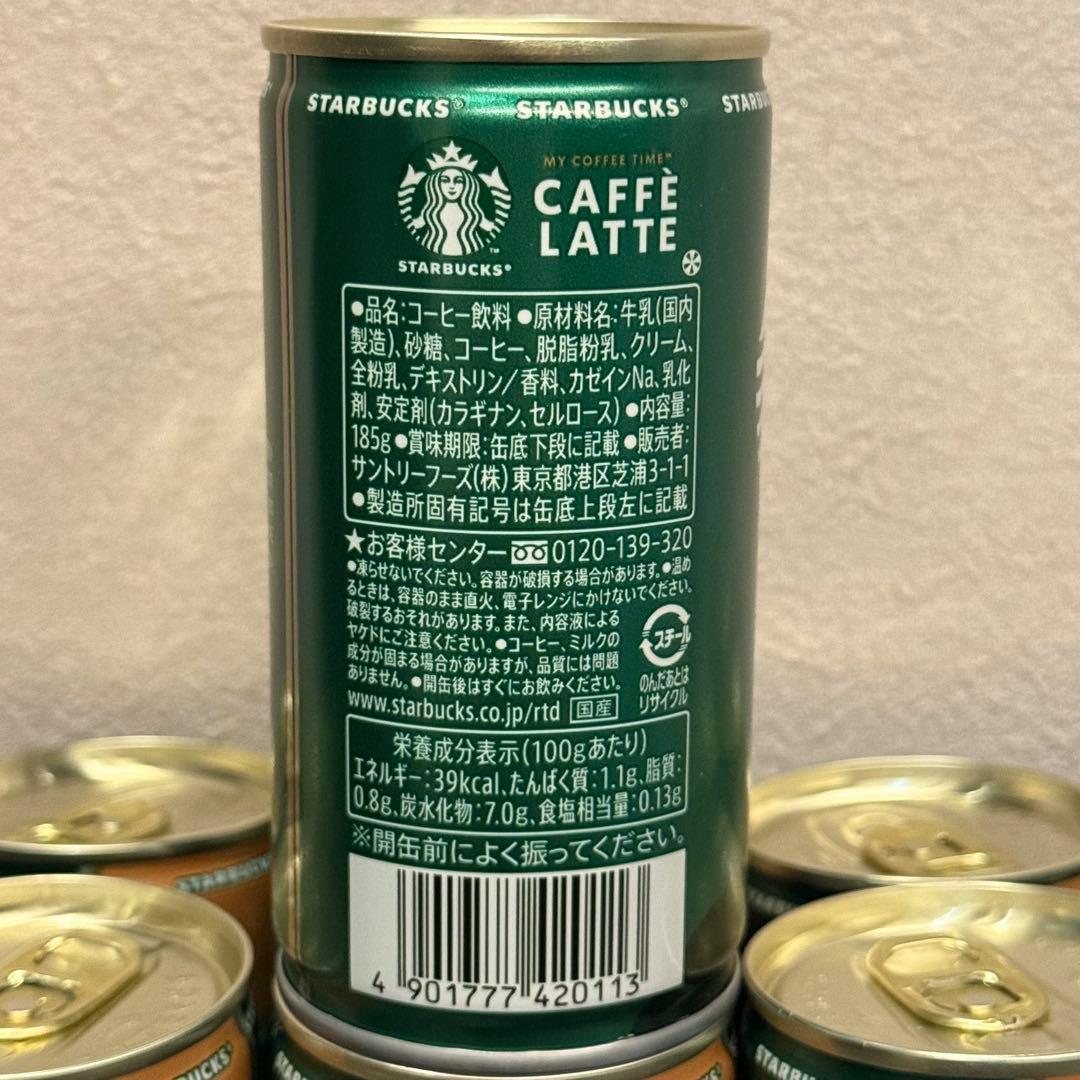 STARBUCKS® STARBUCKS® STARBU
MY COFFEE TIME™
CAFFÈ
LATTE
™
STARBUCKS®
●品名:コーヒー飲料 ●原材料名:牛乳(国内
製造)、砂糖、コーヒー、脱脂粉乳、クリーム、
全粉乳、デキストリン/香料、カゼインNa、乳化
剤、安定剤(カラギナン、セルロース) ●内容量:
185g ●賞味期限:缶底下段に記載 ●販売者:
サントリーフーズ(株) 東京都港区芝浦3-1-1
●製造所固有記号は缶底上段左に記載
★お客様センター 0120-139-320
●凍らせないでください。容器が破損する場合があります。●温め
るときは、容器のまま直火、電子レンジにかけないでください。
破裂するおそれがあります。また、内容液による
ヤケドにご注意ください。●コーヒー、ミルクの
成分が固まる場合がありますが、品質には問題
ありません。●開缶後はすぐにお飲みください。
スチール
のんだあとは
リサイクル
www.starbucks.co.jp/rtd 国産
栄養成分表示(100gあたり)
エネルギー:39kcal、たんぱく質:1.1g、脂質:
0.8g、炭水化物:7.0g、食塩相当量:0.13g
※開缶前によく振ってください。
4 901777 420113
STARBUCKS
STARBUCKS
STARBUCKS
STARBUCKS